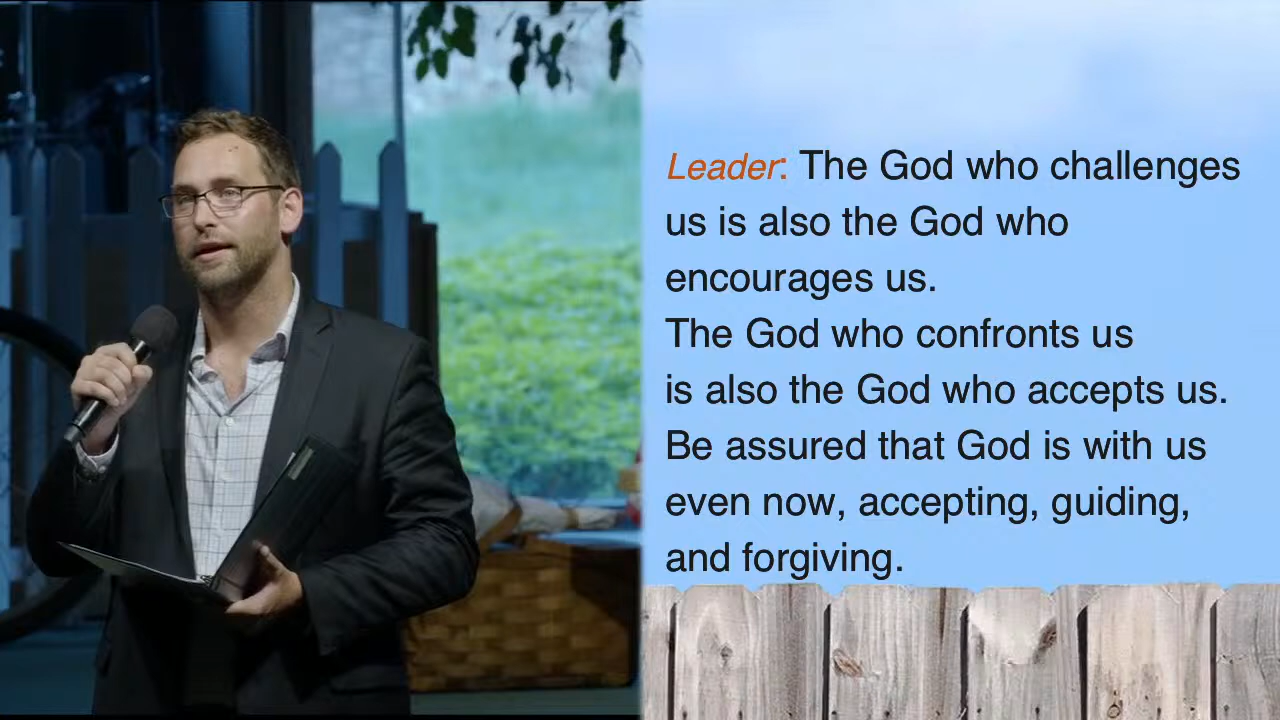 Leader: The God who challenges
us is also the God who
encourages us.
The God who confronts us
is also the God who accepts us.
Be assured that God is with us
even now, accepting, guiding,
and forgiving.